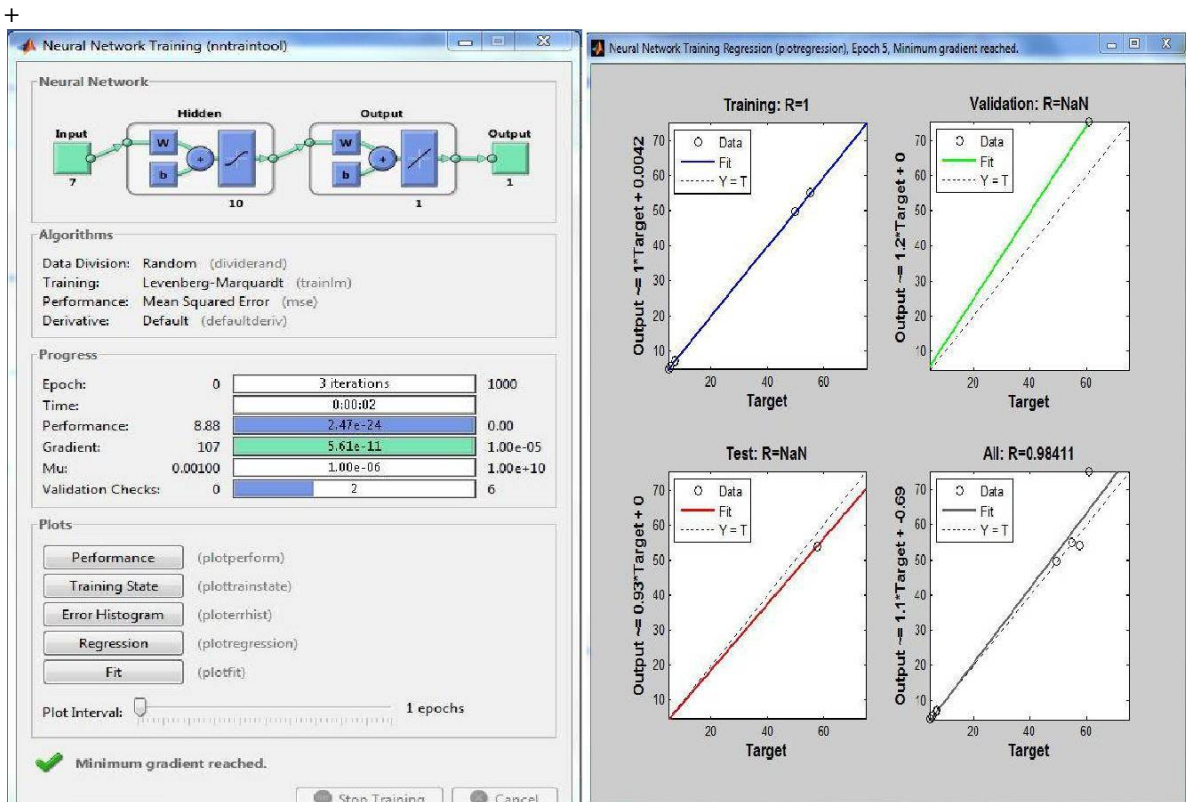 +
Neural Network Training (nntraintool)
Neural Network
Hidden
Output
Input
Output
W
b
+
W
b
+
7
10
1
1
Algorithms
Data Division: Random (dividerand)
Training: Levenberg-Marquardt (trainlm)
Performance: Mean Squared Error (mse)
Derivative: Default (defaultderiv)
Progress
Epoch: 0 3 iterations 1000
Time: 0:00:02
Performance: 8.88 2.47e-24 0.00
Gradient: 107 5.61e-11 1.00e-05
Mu: 0.00100 1.00e-06 1.00e+10
Validation Checks: 0 2 6
Plots
Performance (plotperform)
Training State (plottrainstate)
Error Histogram (ploterrhist)
Regression (plotregression)
Fit (plotfit)
Plot Interval: 1 epochs
Minimum gradient reached.
Stop Training Cancel
Neural Network Training Regression (plotregression), Epoch 5, Minimum gradient reached.
Training: R=1
Output ~= 1*Target + 0.0042
70
60
50
40
30
20
10
Data
Fit
Y = T
20 40 60
Target
Validation: R=NaN
Output ~= 1.2*Target + 0
70
60
50
40
30
20
10
Data
Fit
Y = T
20 40 60
Target
Test: R=NaN
Output ~= 0.93*Target + 0
70
60
50
40
30
20
10
Data
Fit
Y = T
20 40 60
Target
All: R=0.98411
Output ~= 1.1*Target + -0.69
70
60
50
40
30
20
10
Data
Fit
Y = T
20 40 60
Target